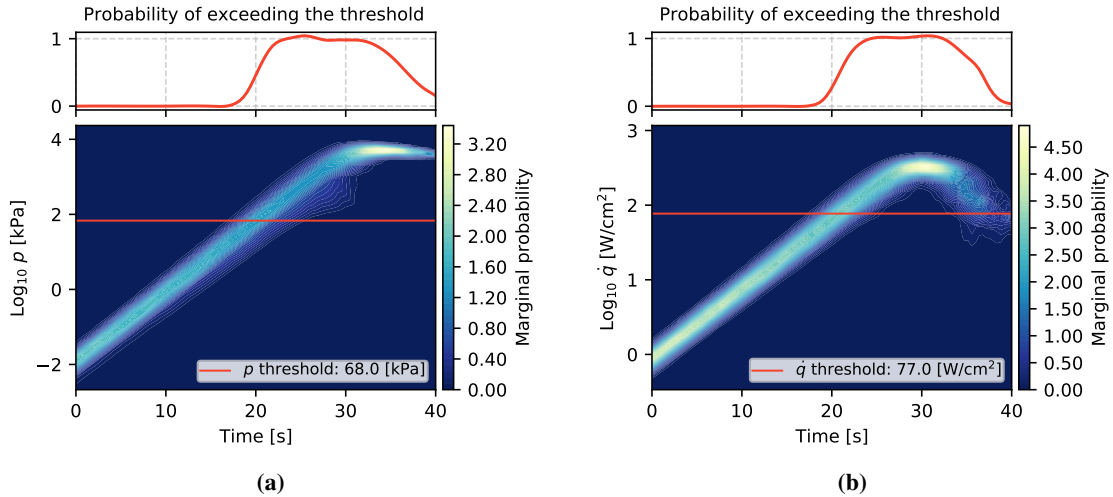 Probability of exceeding the threshold
1
0
4
2
0
−2
Log₁₀ p [kPa]
p threshold: 68.0 [kPa]
0 10 20 30 40
Time [s]
3.20
2.80
2.40
2.00
1.60
1.20
0.80
0.40
0.00
Marginal probability
(a)
Probability of exceeding the threshold
1
0
3
2
1
0
Log₁₀ q̇ [W/cm²]
q̇ threshold: 77.0 [W/cm²]
0 10 20 30 40
Time [s]
4.50
4.00
3.50
3.00
2.50
2.00
1.50
1.00
0.50
0.00
Marginal probability
(b)